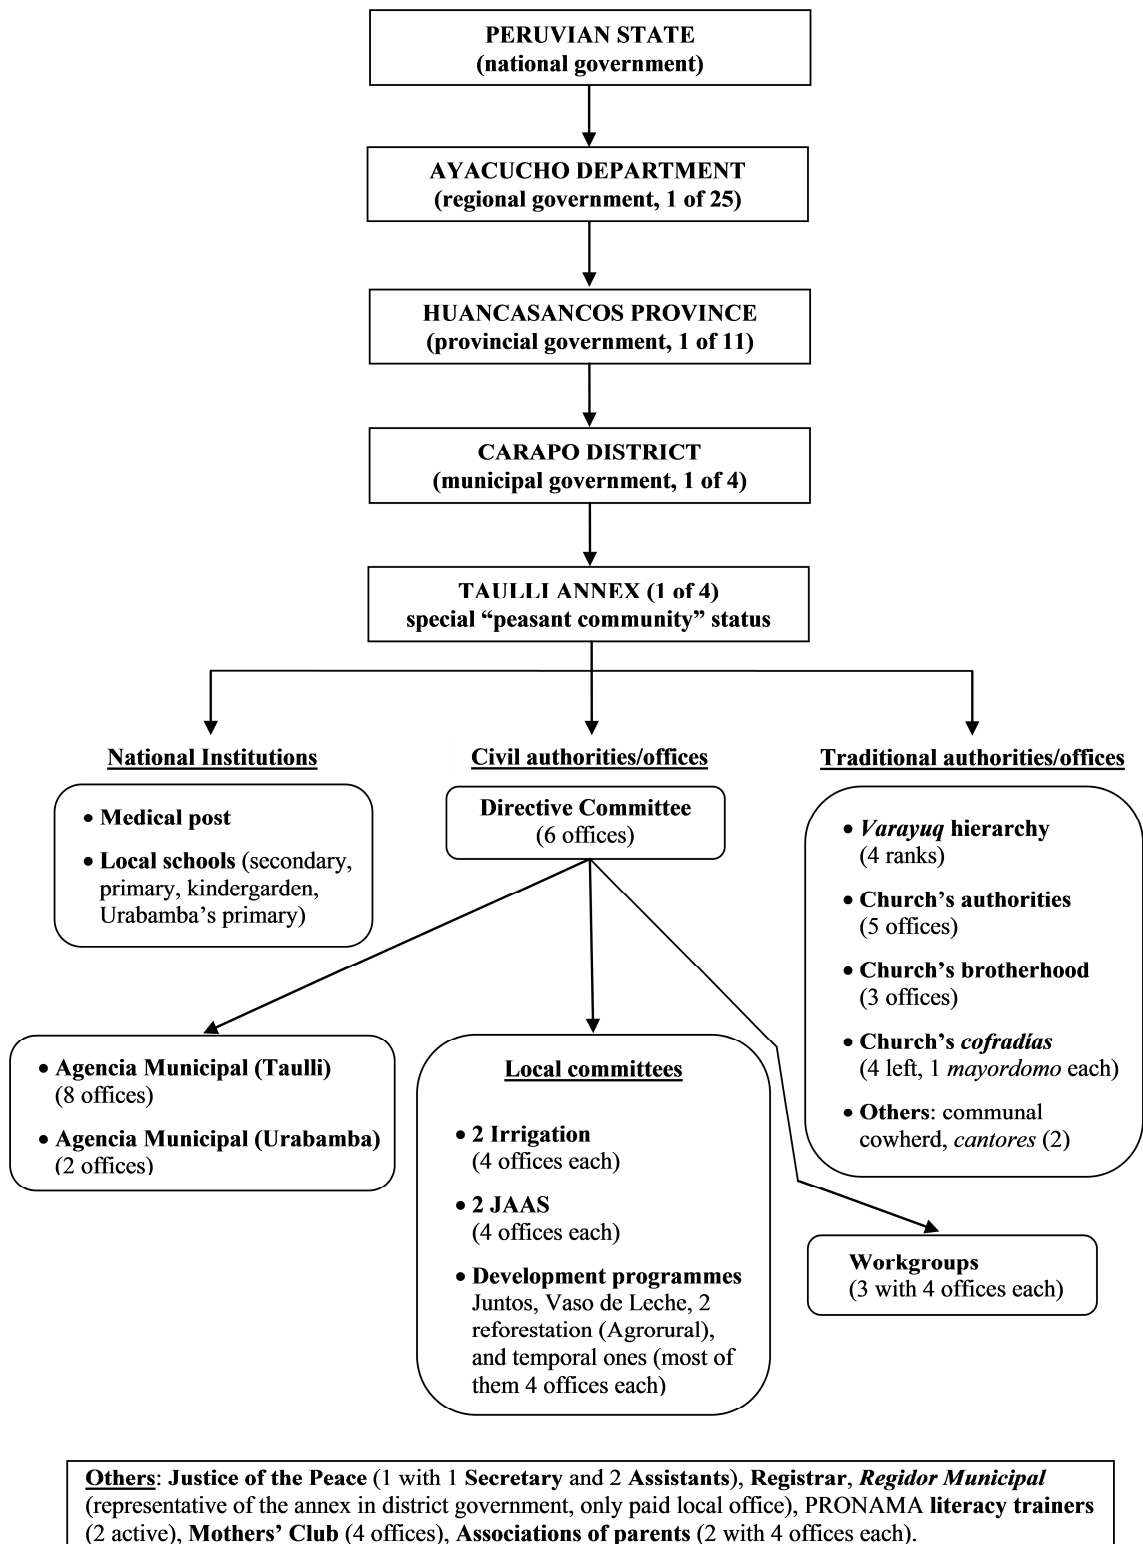 PERUVIAN STATE
(national government)
AYACUCHO DEPARTMENT
(regional government, 1 of 25)
HUANCASANCOS PROVINCE
(provincial government, 1 of 11)
CARAPO DISTRICT
(municipal government, 1 of 4)
TAULLI ANNEX (1 of 4)
special “peasant community” status
National Institutions
• Medical post
• Local schools (secondary,
primary, kindergarden,
Urabamba’s primary)
Civil authorities/offices
Directive Committee
(6 offices)
Traditional authorities/offices
• Varayuq hierarchy
(4 ranks)
• Church’s authorities
(5 offices)
• Church’s brotherhood
(3 offices)
• Church’s cofradías
(4 left, 1 mayordomo each)
• Others: communal
cowherd, cantores (2)
• Agencia Municipal (Taulli)
(8 offices)
• Agencia Municipal (Urabamba)
(2 offices)
Local committees
• 2 Irrigation
(4 offices each)
• 2 JAAS
(4 offices each)
• Development programmes
Juntos, Vaso de Leche, 2
reforestation (Agrorural),
and temporal ones (most of
them 4 offices each)
Workgroups
(3 with 4 offices each)
Others: Justice of the Peace (1 with 1 Secretary and 2 Assistants), Registrar, Regidor Municipal
(representative of the annex in district government, only paid local office), PRONAMA literacy trainers
(2 active), Mothers’ Club (4 offices), Associations of parents (2 with 4 offices each).